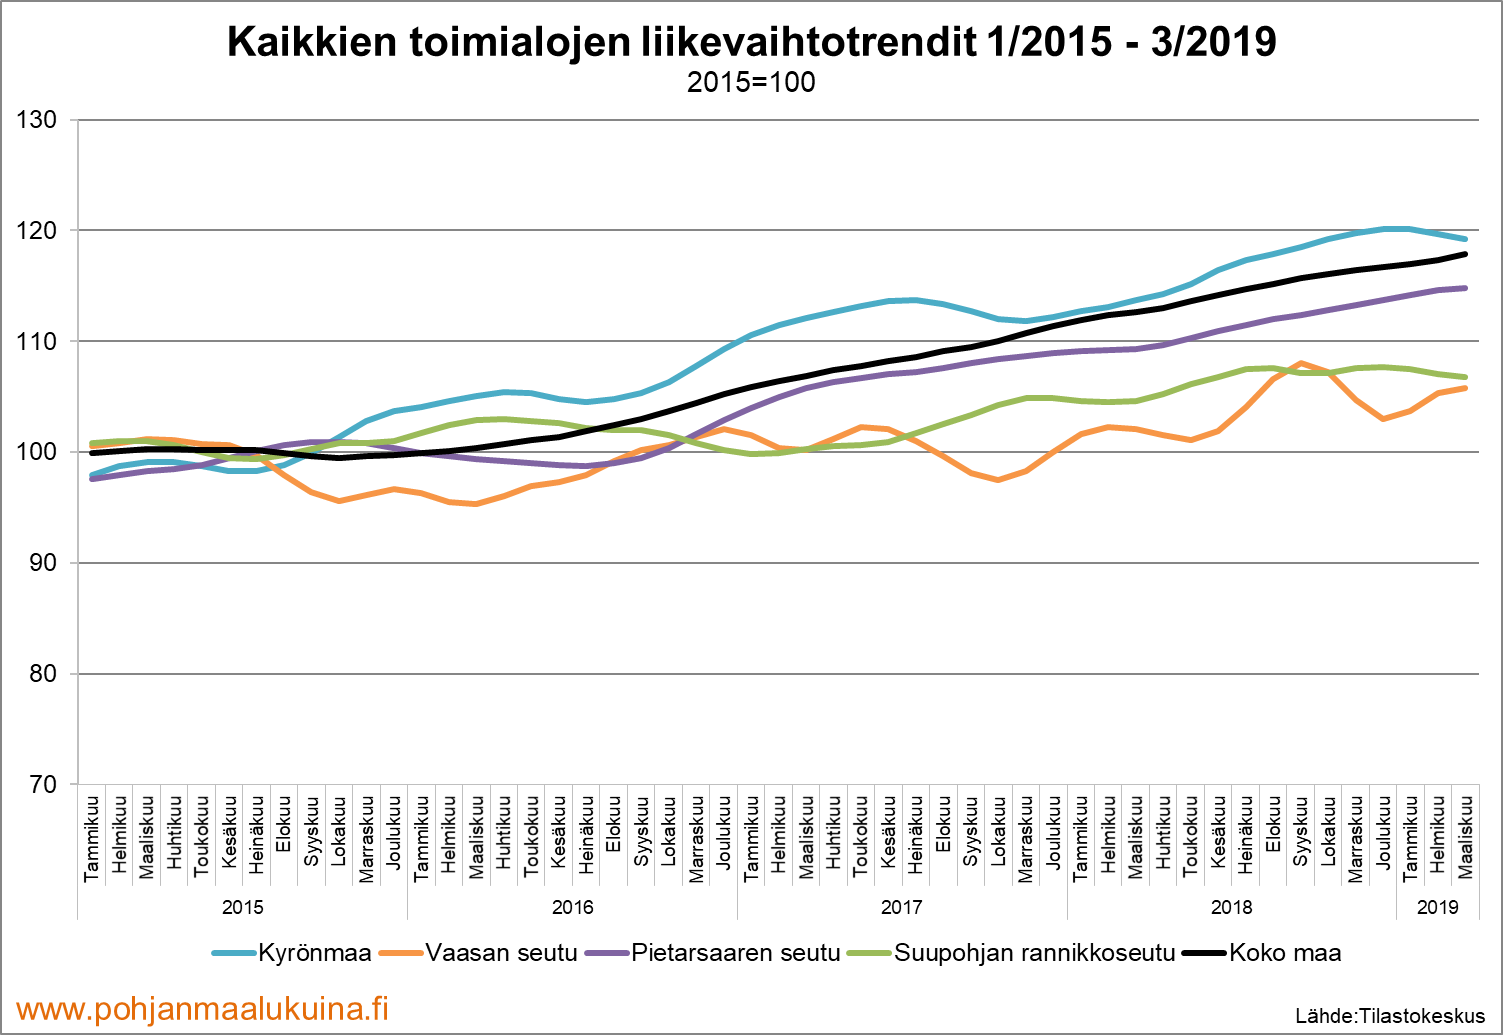 Kaikkien toimialojen liikevaihtotrendit 1/2015 - 3/2019
2015=100
130
120
110
100
90
80
70
Tammikuu
Helmikuu
Maaliskuu
Huhtikuu
Toukokuu
Kesäkuu
Heinäkuu
Elokuu
Syyskuu
Lokakuu
Marraskuu
Joulukuu
Tammikuu
Helmikuu
Maaliskuu
Huhtikuu
Toukokuu
Kesäkuu
Heinäkuu
Elokuu
Syyskuu
Lokakuu
Marraskuu
Joulukuu
Tammikuu
Helmikuu
Maaliskuu
Huhtikuu
Toukokuu
Kesäkuu
Heinäkuu
Elokuu
Syyskuu
Lokakuu
Marraskuu
Joulukuu
Tammikuu
Helmikuu
Maaliskuu
Huhtikuu
Toukokuu
Kesäkuu
Heinäkuu
Elokuu
Syyskuu
Lokakuu
Marraskuu
Joulukuu
Tammikuu
Helmikuu
Maaliskuu
2015 2016 2017 2018 2019
Kyrönmaa Vaasan seutu Pietarsaaren seutu Suupohjan rannikkoseutu Koko maa
www.pohjanmaalukuina.fi
Lähde:Tilastokeskus